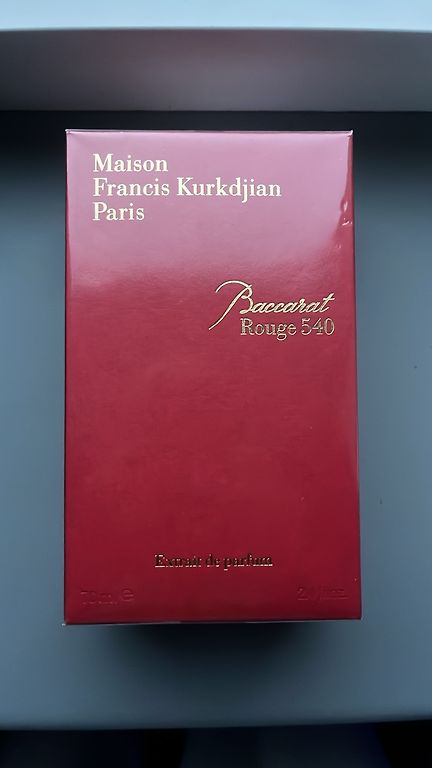 Maison
Francis Kurkdjian
Paris
Baccarat
Rouge 540
Extrait de parfum